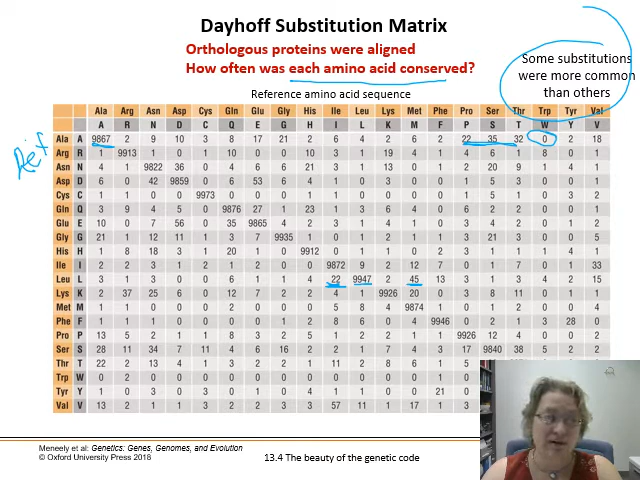 Dayhoff Substitution Matrix
Orthologous proteins were aligned
How often was each amino acid conserved?
Some substitutions
were more common
than others
Reference amino acid sequence
Ref
Ala Arg Asn Asp Cys Gln Glu Gly His Ile Leu Lys Met Phe Pro Ser Thr Trp Tyr Val
A R N D C Q E G H I L K M F P S T W Y V
Ala A 9867 2 9 10 3 8 17 21 2 6 4 2 6 2 22 35 32 0 2 18
Arg R 1 9913 1 0 1 10 0 0 10 3 1 19 4 1 4 6 1 8 0 1
Asn N 4 1 9822 36 0 4 6 6 21 3 1 13 0 1 2 20 9 1 4 1
Asp D 6 0 42 9859 0 6 53 6 4 1 0 3 0 0 1 5 3 0 0 1
Cys C 1 1 0 0 9973 0 0 0 1 1 0 0 0 0 1 5 1 0 3 2
Gln Q 3 9 4 5 0 9876 27 1 23 1 3 6 4 0 6 2 2 0 0 1
Glu E 10 0 7 56 0 35 9865 4 2 3 1 4 1 0 3 4 2 0 1 2
Gly G 21 1 12 11 1 3 7 9935 1 0 1 2 1 1 3 21 3 0 0 5
His H 1 8 18 3 1 20 1 0 9912 0 1 1 0 2 3 1 1 1 4 1
Ile I 2 2 3 1 2 1 2 0 0 9872 9 2 12 7 0 1 7 0 1 33
Leu L 3 1 3 0 0 6 1 1 4 22 9947 2 45 13 3 1 3 4 2 15
Lys K 2 37 25 6 0 12 7 2 2 4 1 9926 20 0 3 8 11 0 1 1
Met M 1 1 0 0 0 2 0 0 0 5 8 4 9874 1 0 1 2 0 0 4
Phe F 1 1 1 0 0 0 0 1 2 8 6 0 4 9946 0 2 1 3 28 0
Pro P 13 5 2 1 1 8 3 2 5 1 2 2 1 1 9926 12 4 0 0 2
Ser S 28 11 34 7 11 4 6 16 2 2 1 7 4 3 17 9840 38 5 2 2
Thr T 22 2 13 4 1 3 2 2 1 11 2 8 6 1 5
Trp W 0 2 0 0 0 0 0 0 0 0 0 0 0 1 0
Tyr Y 1 0 3 0 3 0 1 0 4 1 1 0 0 21 0
Val V 13 2 1 1 3 2 2 3 3 57 11 1 17 1 3
Meneely et al: Genetics: Genes, Genomes, and Evolution
© Oxford University Press 2018
13.4 The beauty of the genetic code